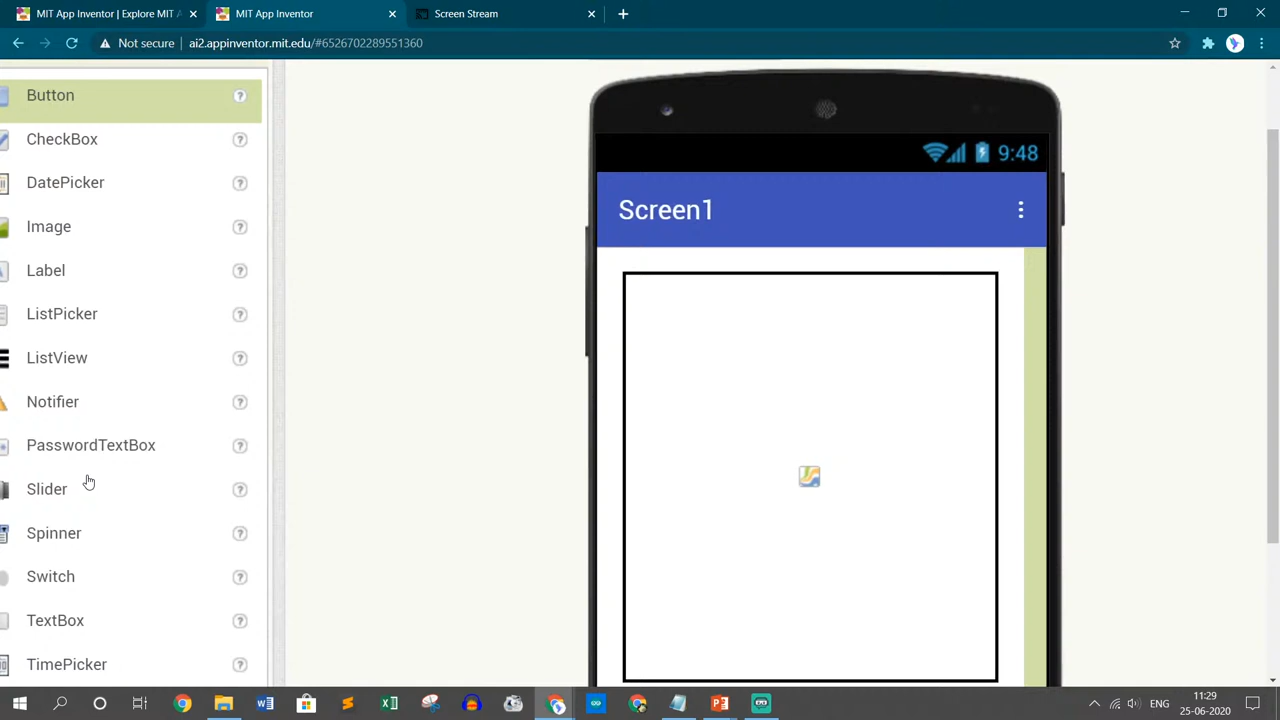 MIT App Inventor | Explore MIT A
MIT App Inventor
Screen Stream
Not secure
ai2.appinventor.mit.edu/#6526702289551360
Button ?
CheckBox ?
DatePicker ?
Image ?
Label ?
ListPicker ?
ListView ?
Notifier ?
PasswordTextBox ?
Slider ?
Spinner ?
Switch ?
TextBox ?
TimePicker ?
9:48
Screen1
ENG
11:29
25-06-2020